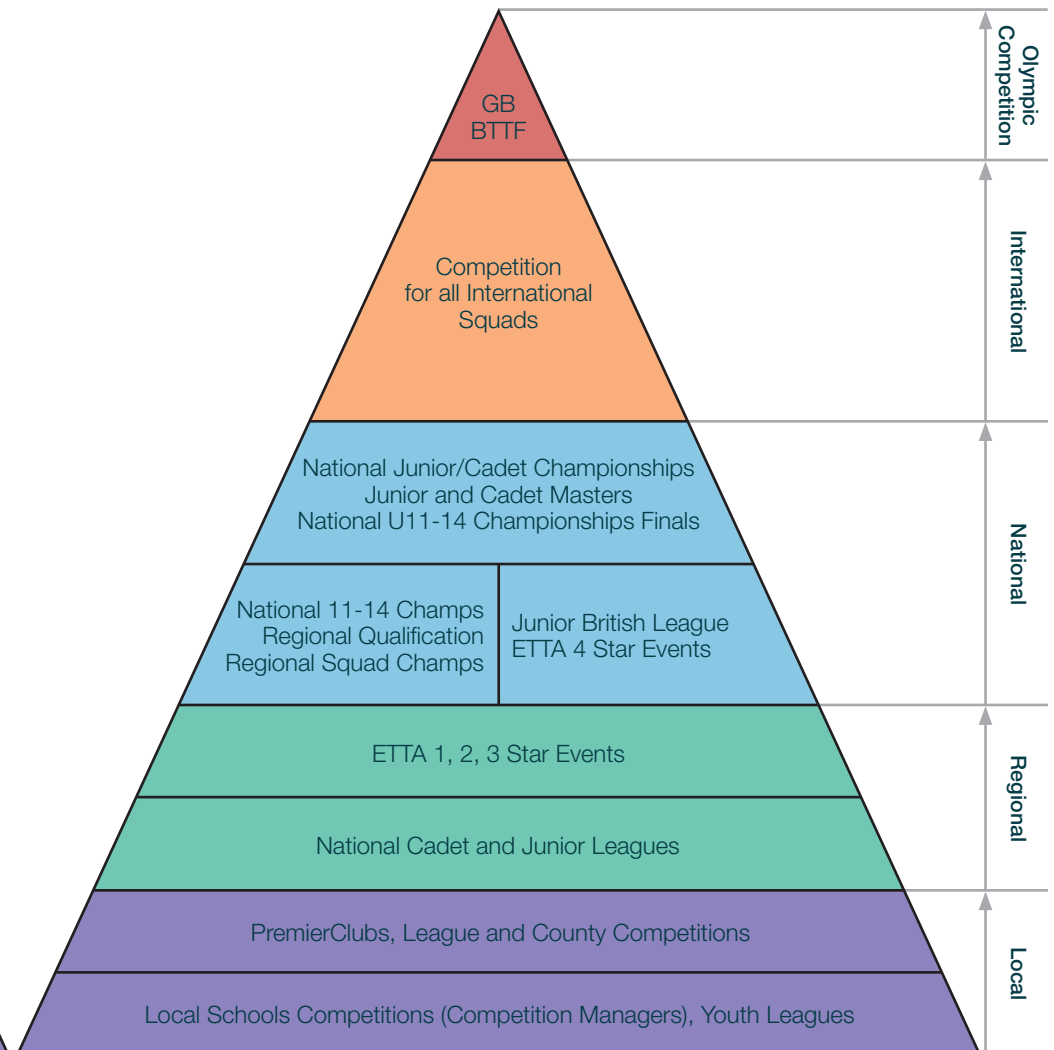 GB
BTTF
Olympic
Competition
Competition
for all International
Squads
International
National Junior/Cadet Championships
Junior and Cadet Masters
National U11-14 Championships Finals
National 11-14 Champs
Regional Qualification
Regional Squad Champs
Junior British League
ETTA 4 Star Events
National
ETTA 1, 2, 3 Star Events
National Cadet and Junior Leagues
Regional
PremierClubs, League and County Competitions
Local Schools Competitions (Competition Managers), Youth Leagues
Local